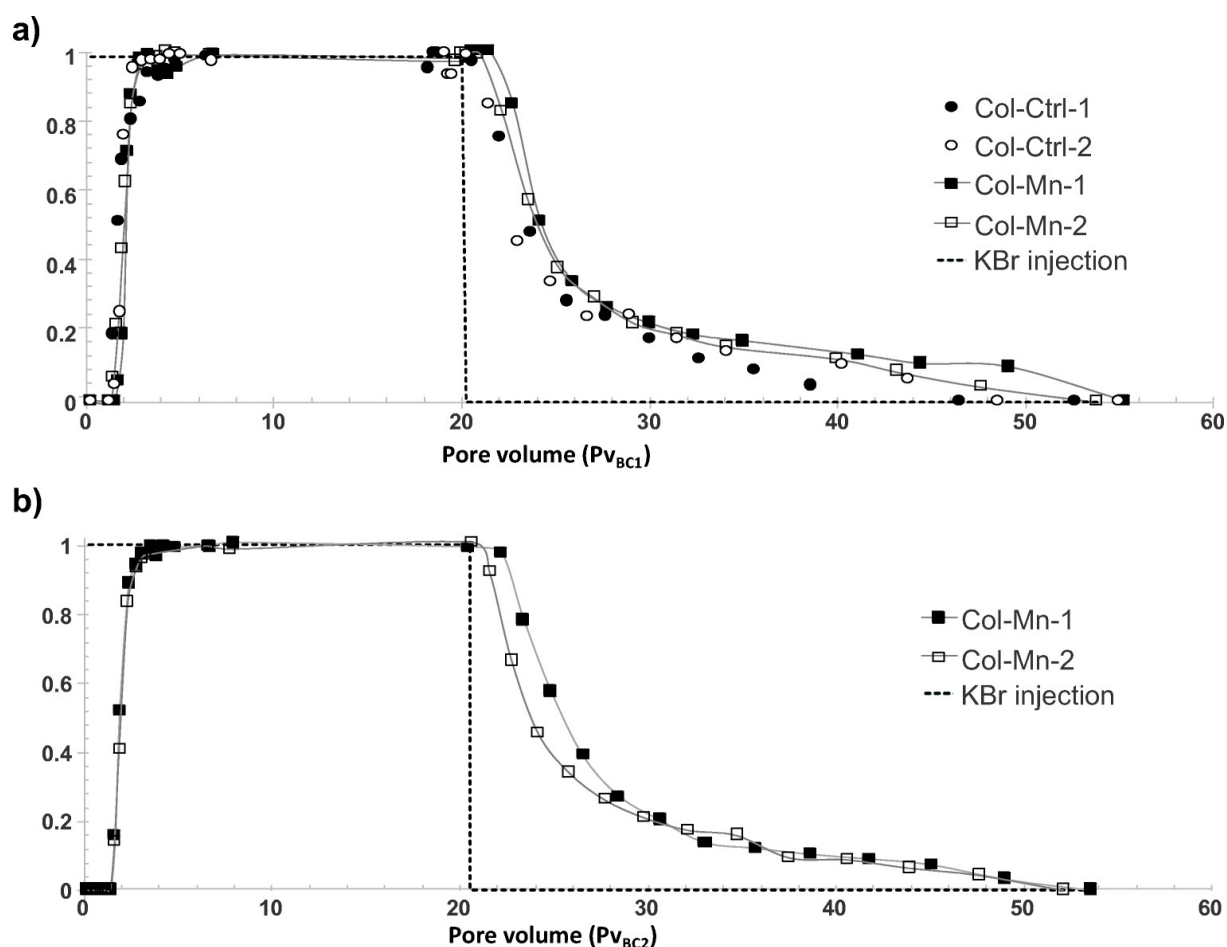 a)
1
0.8
0.6
0.4
0.2
0
0 10 20 30 40 50 60
Pore volume (PvBC1)
Col-Ctrl-1
Col-Ctrl-2
Col-Mn-1
Col-Mn-2
KBr injection
b)
1
0.8
0.6
0.4
0.2
0
0 10 20 30 40 50 60
Pore volume (PvBC2)
Col-Mn-1
Col-Mn-2
KBr injection